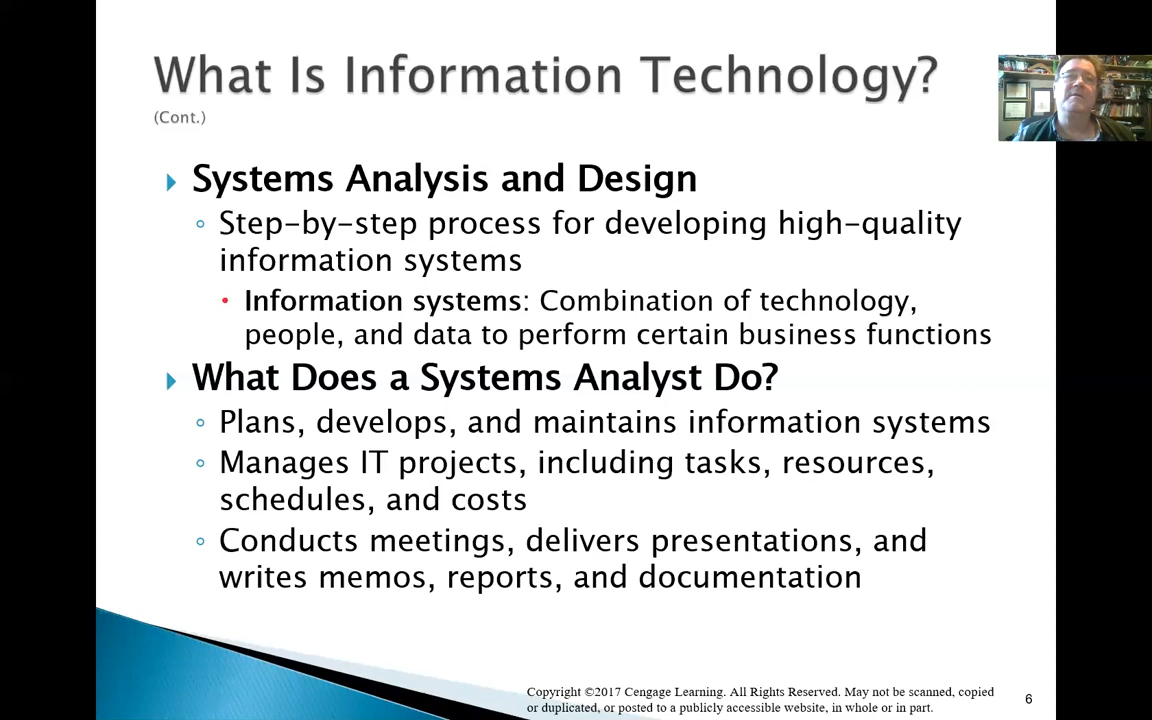 What Is Information Technology?
(Cont.)
Systems Analysis and Design
Step-by-step process for developing high-quality
information systems
Information systems: Combination of technology,
people, and data to perform certain business functions
What Does a Systems Analyst Do?
Plans, develops, and maintains information systems
Manages IT projects, including tasks, resources,
schedules, and costs
Conducts meetings, delivers presentations, and
writes memos, reports, and documentation
Copyright ©2017 Cengage Learning. All Rights Reserved. May not be scanned, copied
or duplicated, or posted to a publicly accessible website, in whole or in part.
6